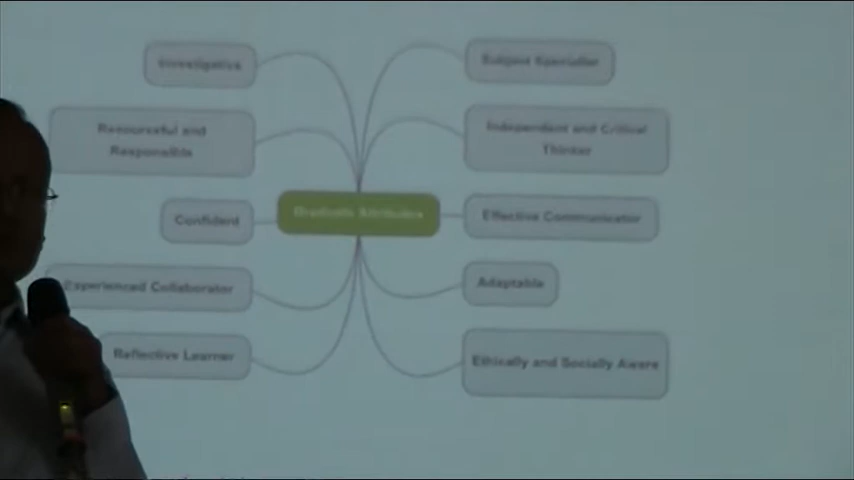 Investigative
Subject Specialist
Resourceful and
Responsible
Independent and Critical
Thinker
Confident
Graduate Attributes
Effective Communicator
Experienced Collaborator
Adaptable
Reflective Learner
Ethically and Socially Aware